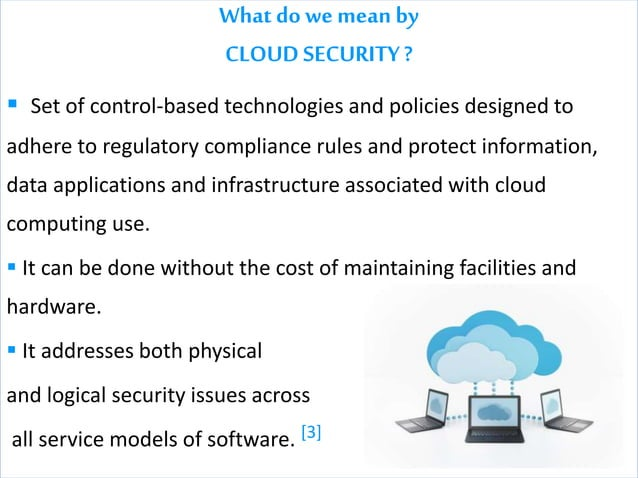 What do we mean by
CLOUD SECURITY ?
▪ Set of control-based technologies and policies designed to
adhere to regulatory compliance rules and protect information,
data applications and infrastructure associated with cloud
computing use.
▪ It can be done without the cost of maintaining facilities and
hardware.
▪ It addresses both physical
and logical security issues across
all service models of software. [3]